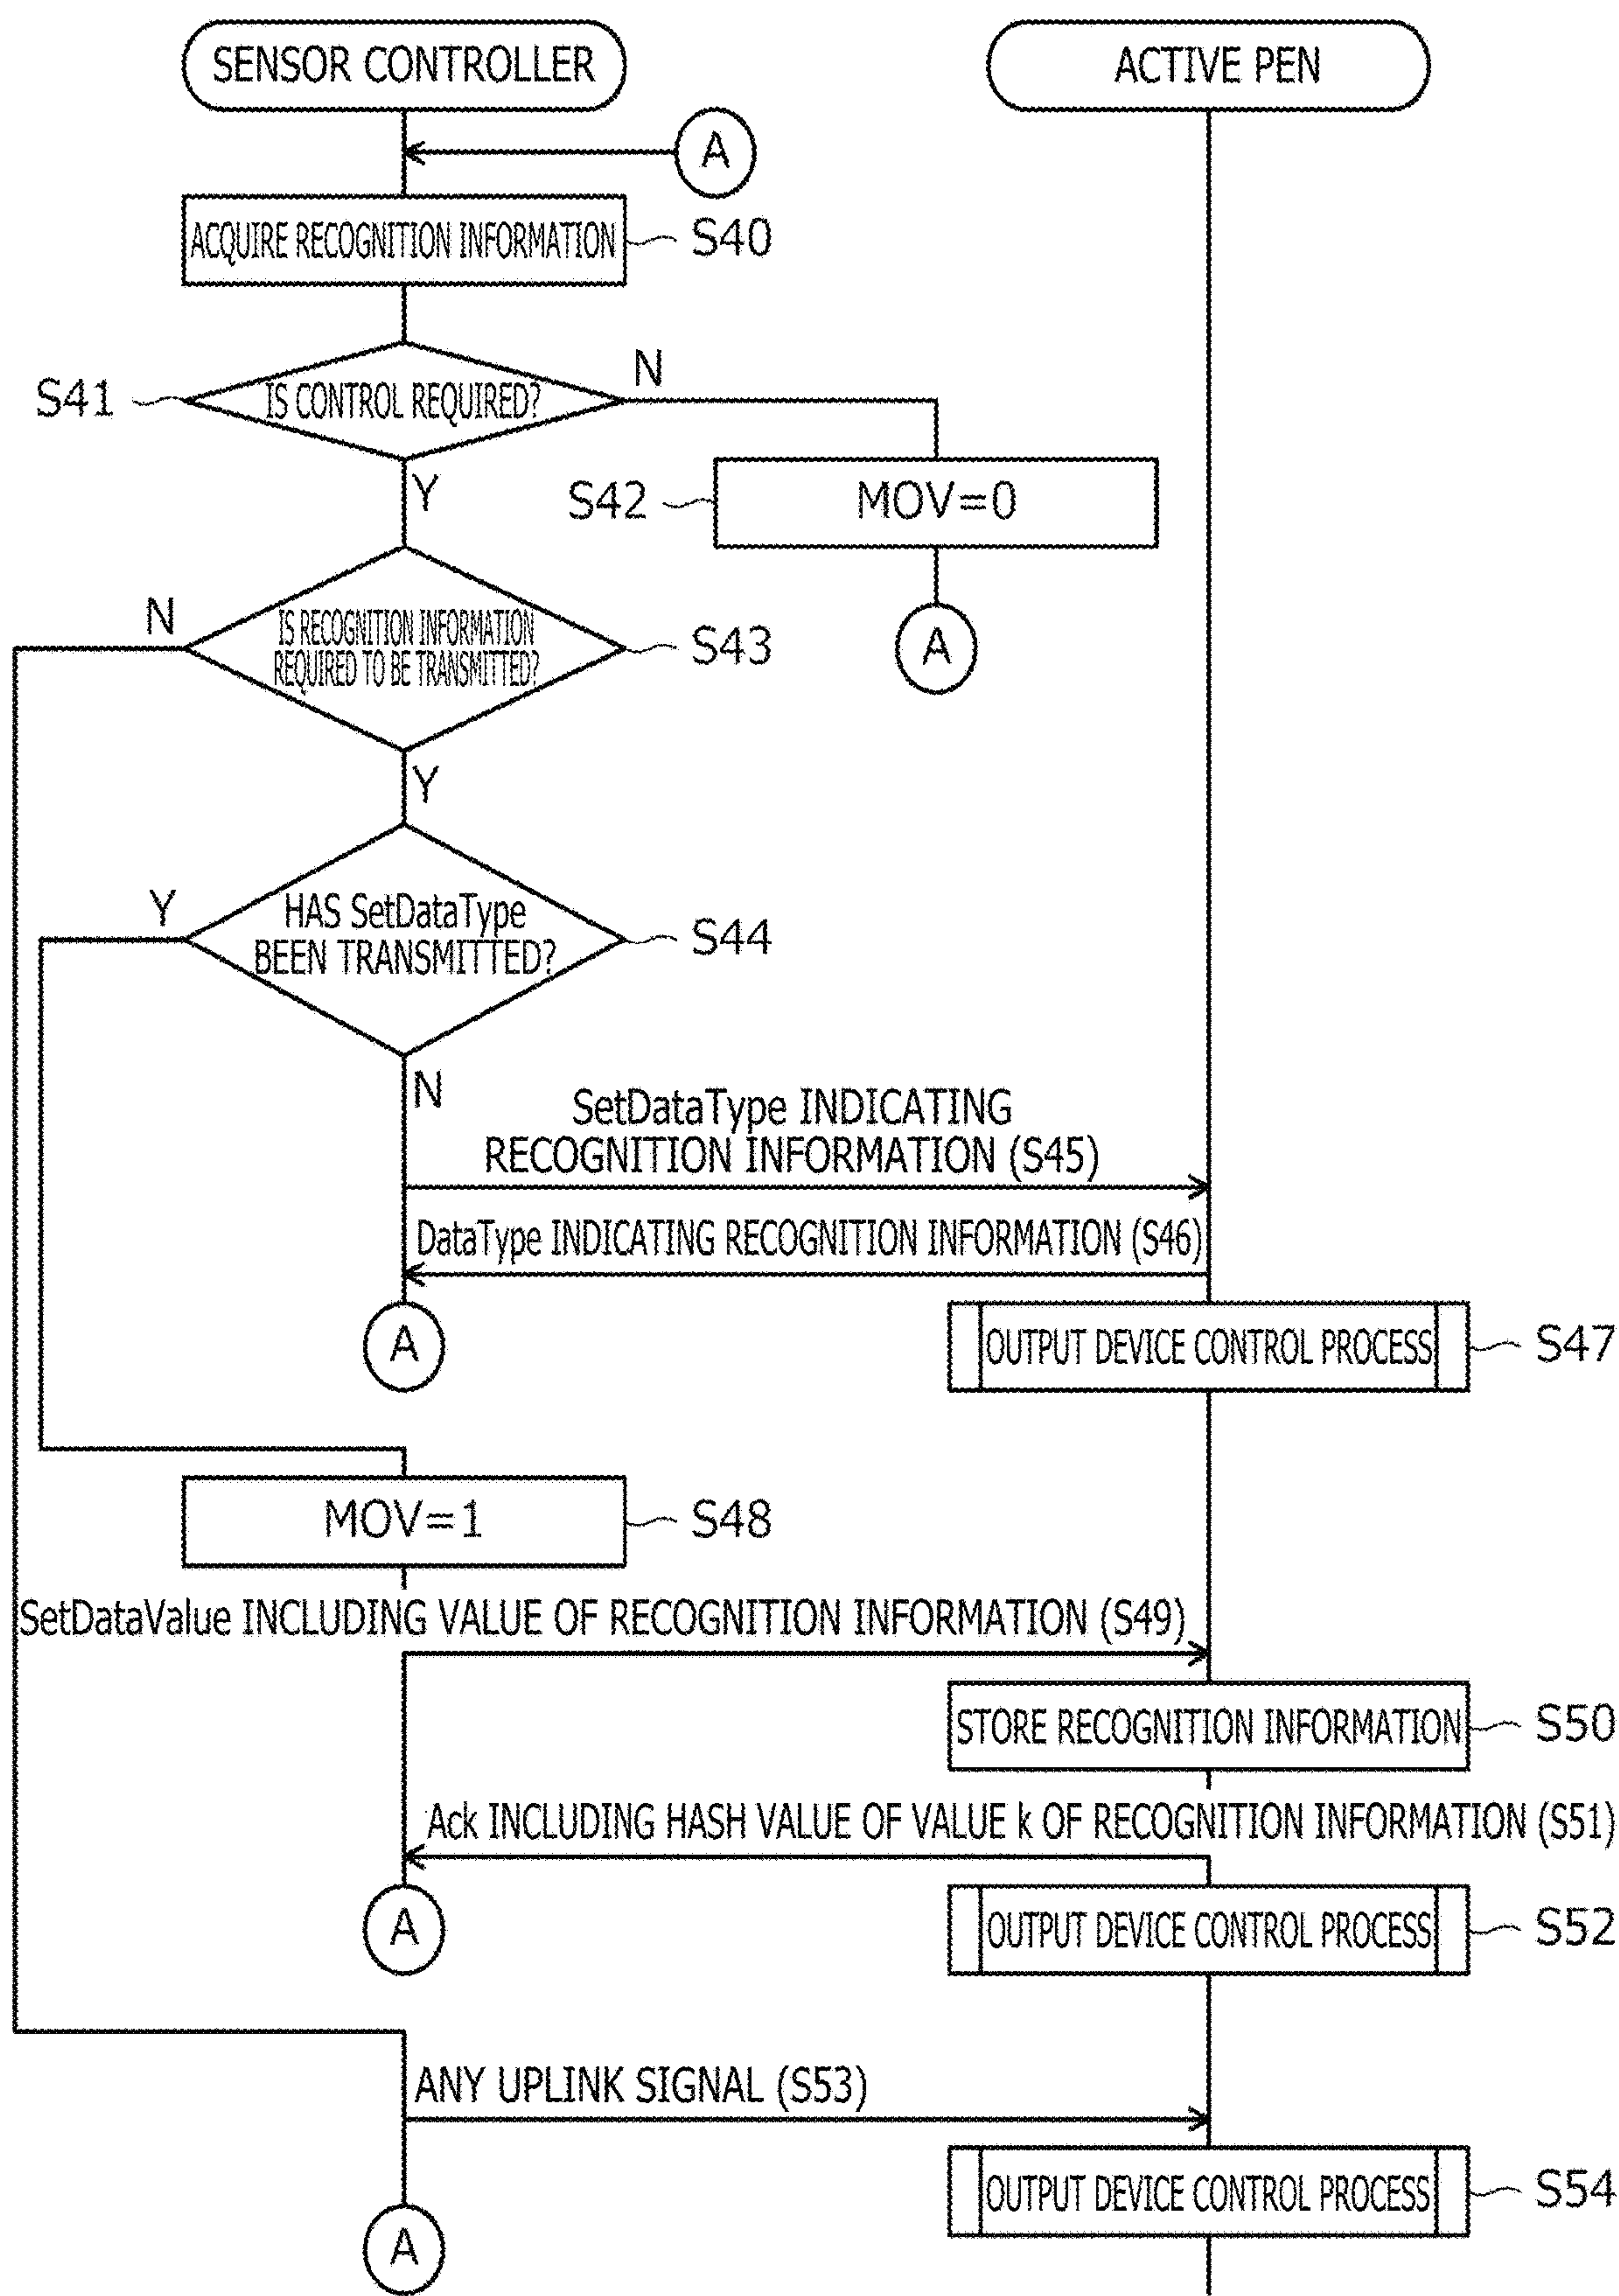 SENSOR CONTROLLER
ACTIVE PEN
A
ACQUIRE RECOGNITION INFORMATION
S40
S41
IS CONTROL REQUIRED?
N
Y
S42
MOV=0
A
N
IS RECOGNITION INFORMATION
REQUIRED TO BE TRANSMITTED?
S43
Y
Y
HAS SetDataType
BEEN TRANSMITTED?
S44
N
SetDataType INDICATING
RECOGNITION INFORMATION (S45)
DataType INDICATING RECOGNITION INFORMATION (S46)
A
OUTPUT DEVICE CONTROL PROCESS
S47
MOV=1
S48
SetDataValue INCLUDING VALUE OF RECOGNITION INFORMATION (S49)
STORE RECOGNITION INFORMATION
S50
Ack INCLUDING HASH VALUE OF VALUE k OF RECOGNITION INFORMATION (S51)
A
OUTPUT DEVICE CONTROL PROCESS
S52
ANY UPLINK SIGNAL (S53)
OUTPUT DEVICE CONTROL PROCESS
S54
A